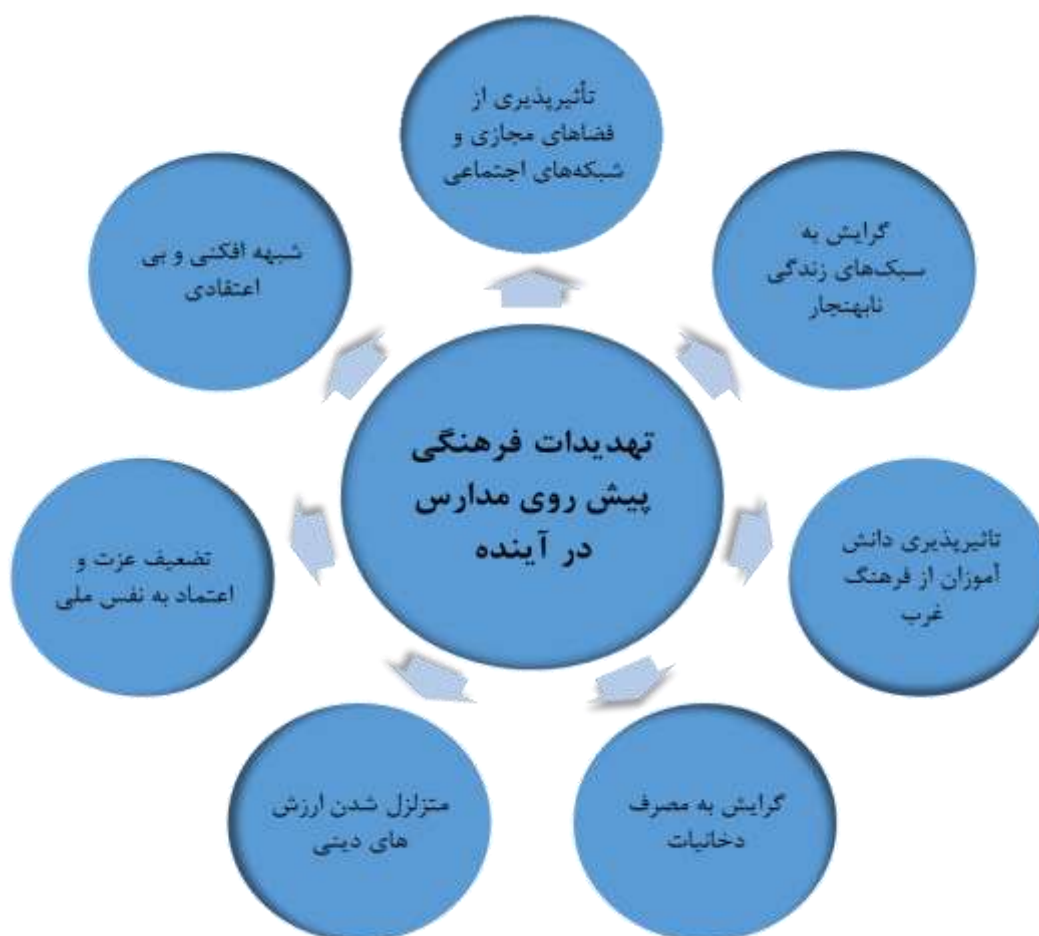 تأثیرپذیری از
فضاهای مجازی و
شبکه‌های اجتماعی
گرایش به
سبک‌های زندگی
نابهنجار
تاثیرپذیری دانش
آموزان از فرهنگ
غرب
گرایش به مصرف
دخانیات
متزلزل شدن ارزش
های دینی
تضعیف عزت و
اعتماد به نفس ملی
شبهه افکنی و بی
اعتقادی
تهدیدات فرهنگی
پیش روی مدارس
در آینده